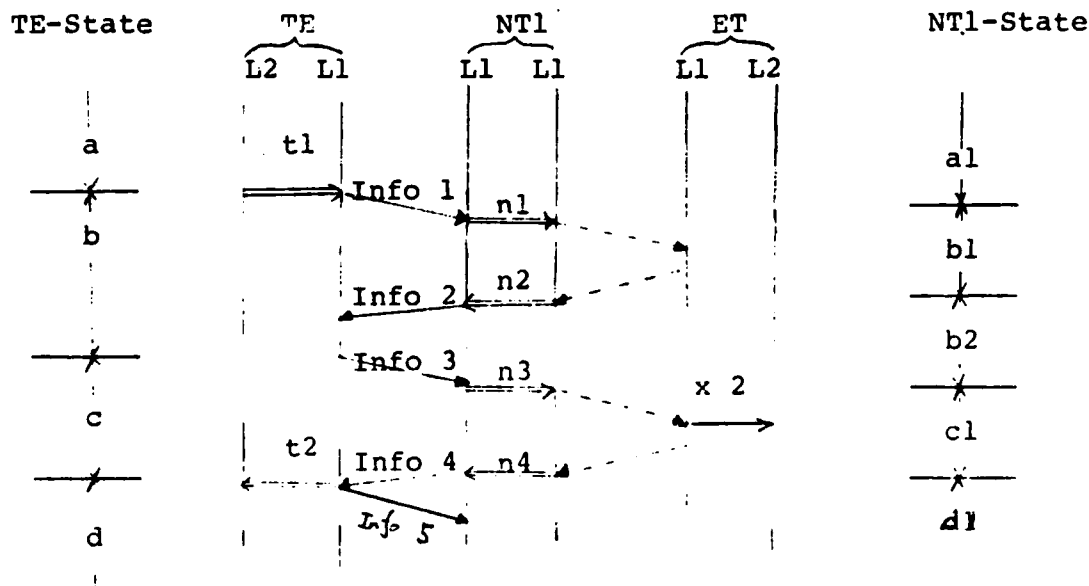 TE-State TE NT1 ET NT1-State
L2 L1 L1 L1 L1 L2
a t1 a1
Info 1 n1
b b1
Info 2 n2
b2
Info 3 n3 x 2
c c1
t2 Info 4 n4
Info 5 d1
d